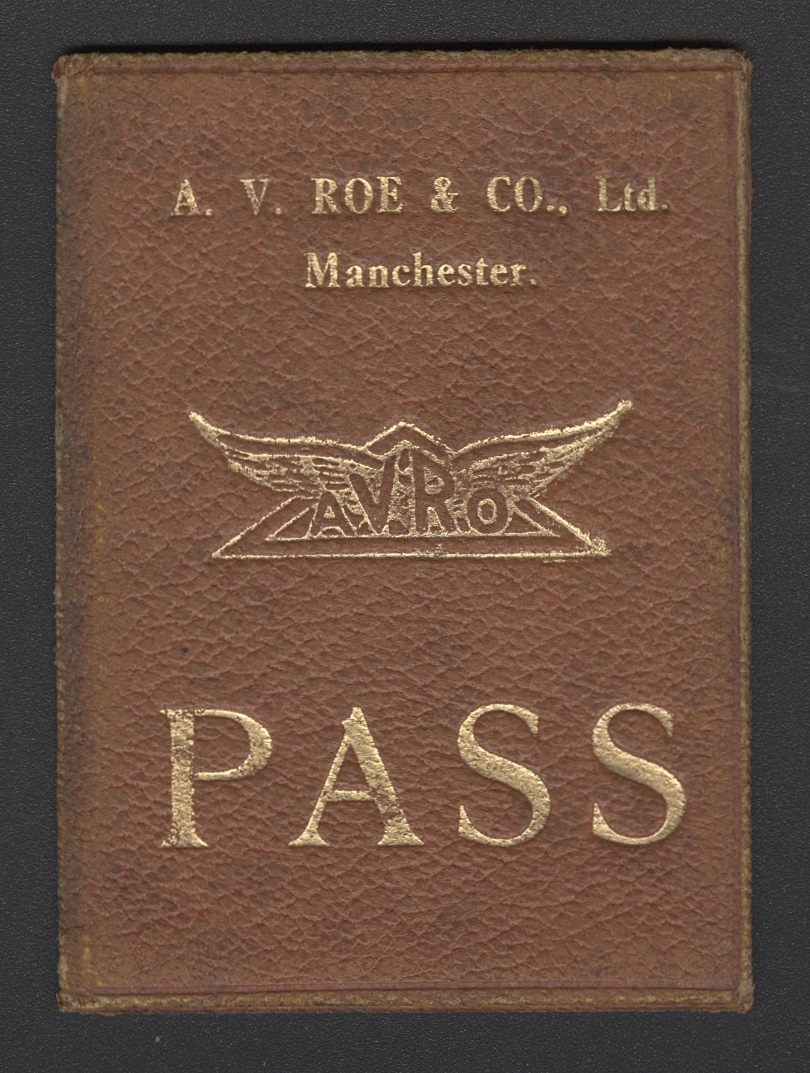 A. V. ROE & CO., Ltd.
Manchester.
AVRO
PASS